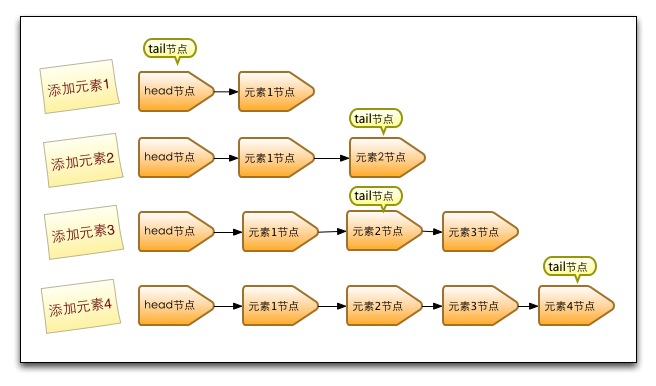 tail节点
添加元素1
head节点
元素1节点
tail节点
添加元素2
head节点
元素1节点
元素2节点
tail节点
添加元素3
head节点
元素1节点
元素2节点
元素3节点
tail节点
添加元素4
head节点
元素1节点
元素2节点
元素3节点
元素4节点